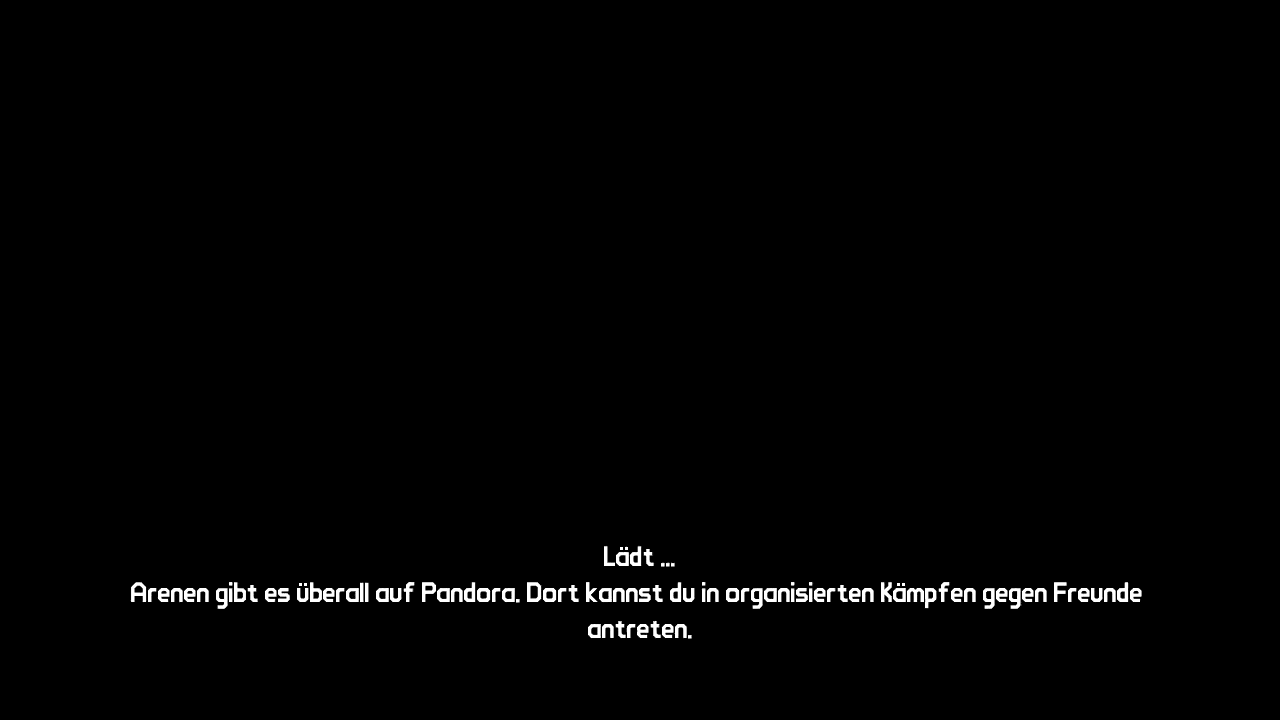 Lädt ...
Arenen gibt es überall auf Pandora. Dort kannst du in organisierten Kämpfen gegen Freunde
antreten.